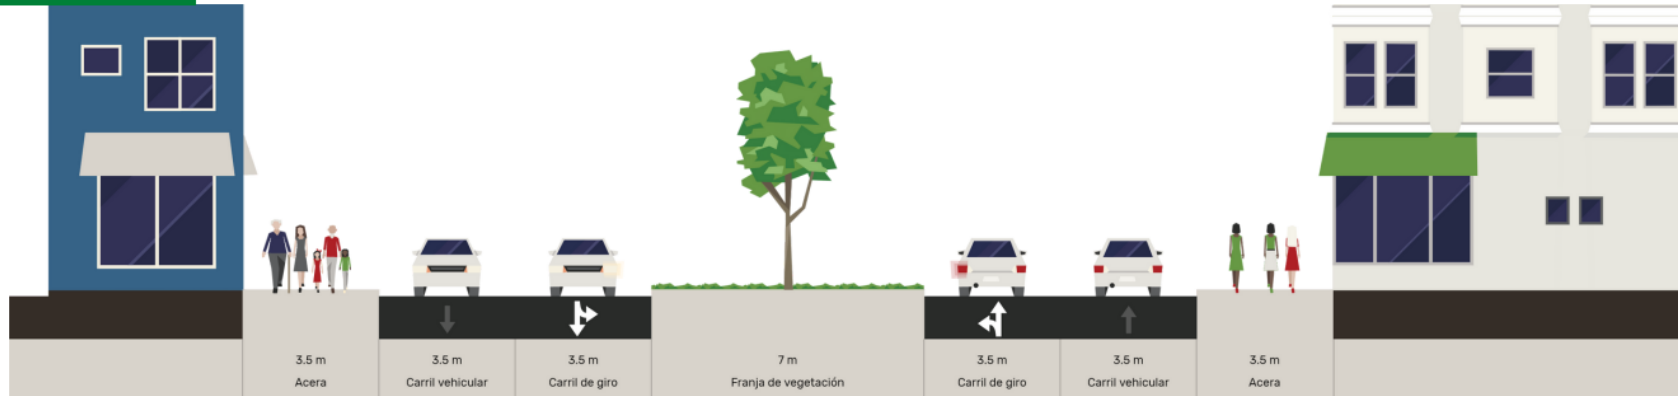 3.5 m
Acera
3.5 m
Carril vehicular
3.5 m
Carril de giro
7 m
Franja de vegetación
3.5 m
Carril de giro
3.5 m
Carril vehicular
3.5 m
Acera